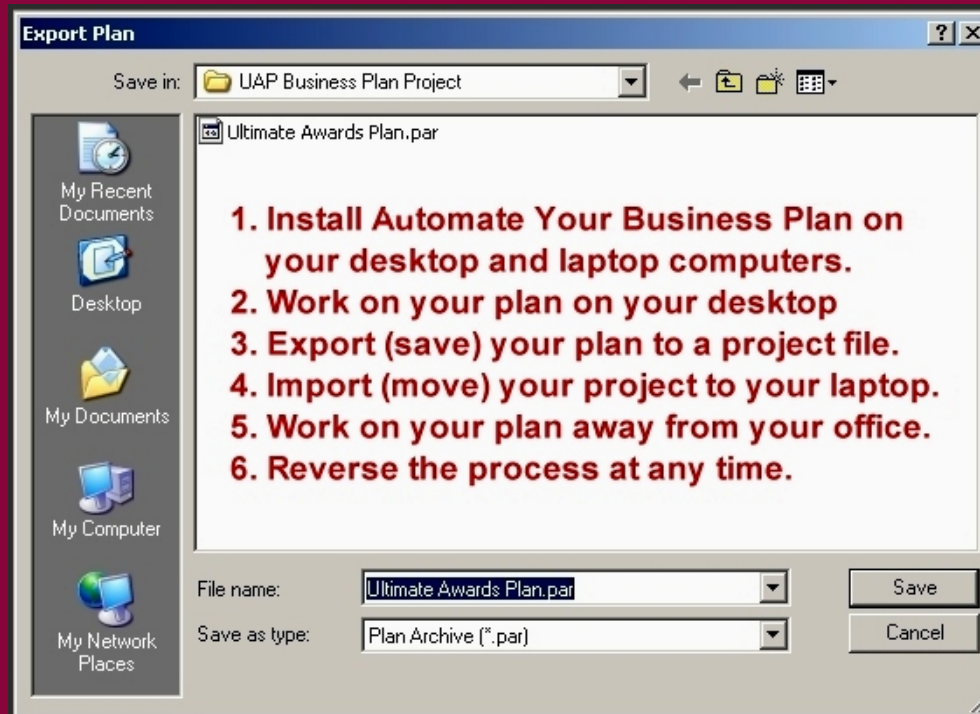 Export Plan
Save in:
UAP Business Plan Project
My Recent
Documents
Desktop
My Documents
My Computer
My Network
Places
Ultimate Awards Plan.par
1. Install Automate Your Business Plan on
your desktop and laptop computers.
2. Work on your plan on your desktop
3. Export (save) your plan to a project file.
4. Import (move) your project to your laptop.
5. Work on your plan away from your office.
6. Reverse the process at any time.
File name:
Ultimate Awards Plan.par
Save
Save as type:
Plan Archive (*.par)
Cancel